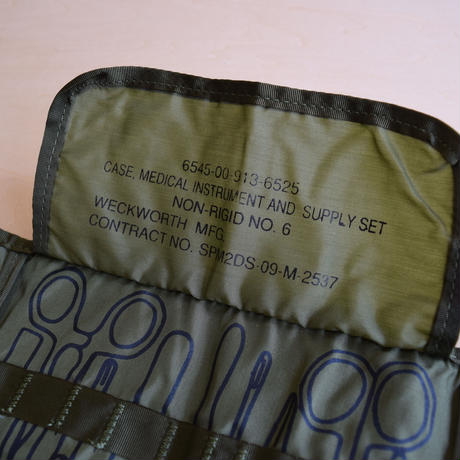 6545-00-913-6525
CASE, MEDICAL INSTRUMENT AND SUPPLY SET
NON-RIGID NO. 6
WECKWORTH MFG.
CONTRACT NO. SPM2DS-09-M-2537